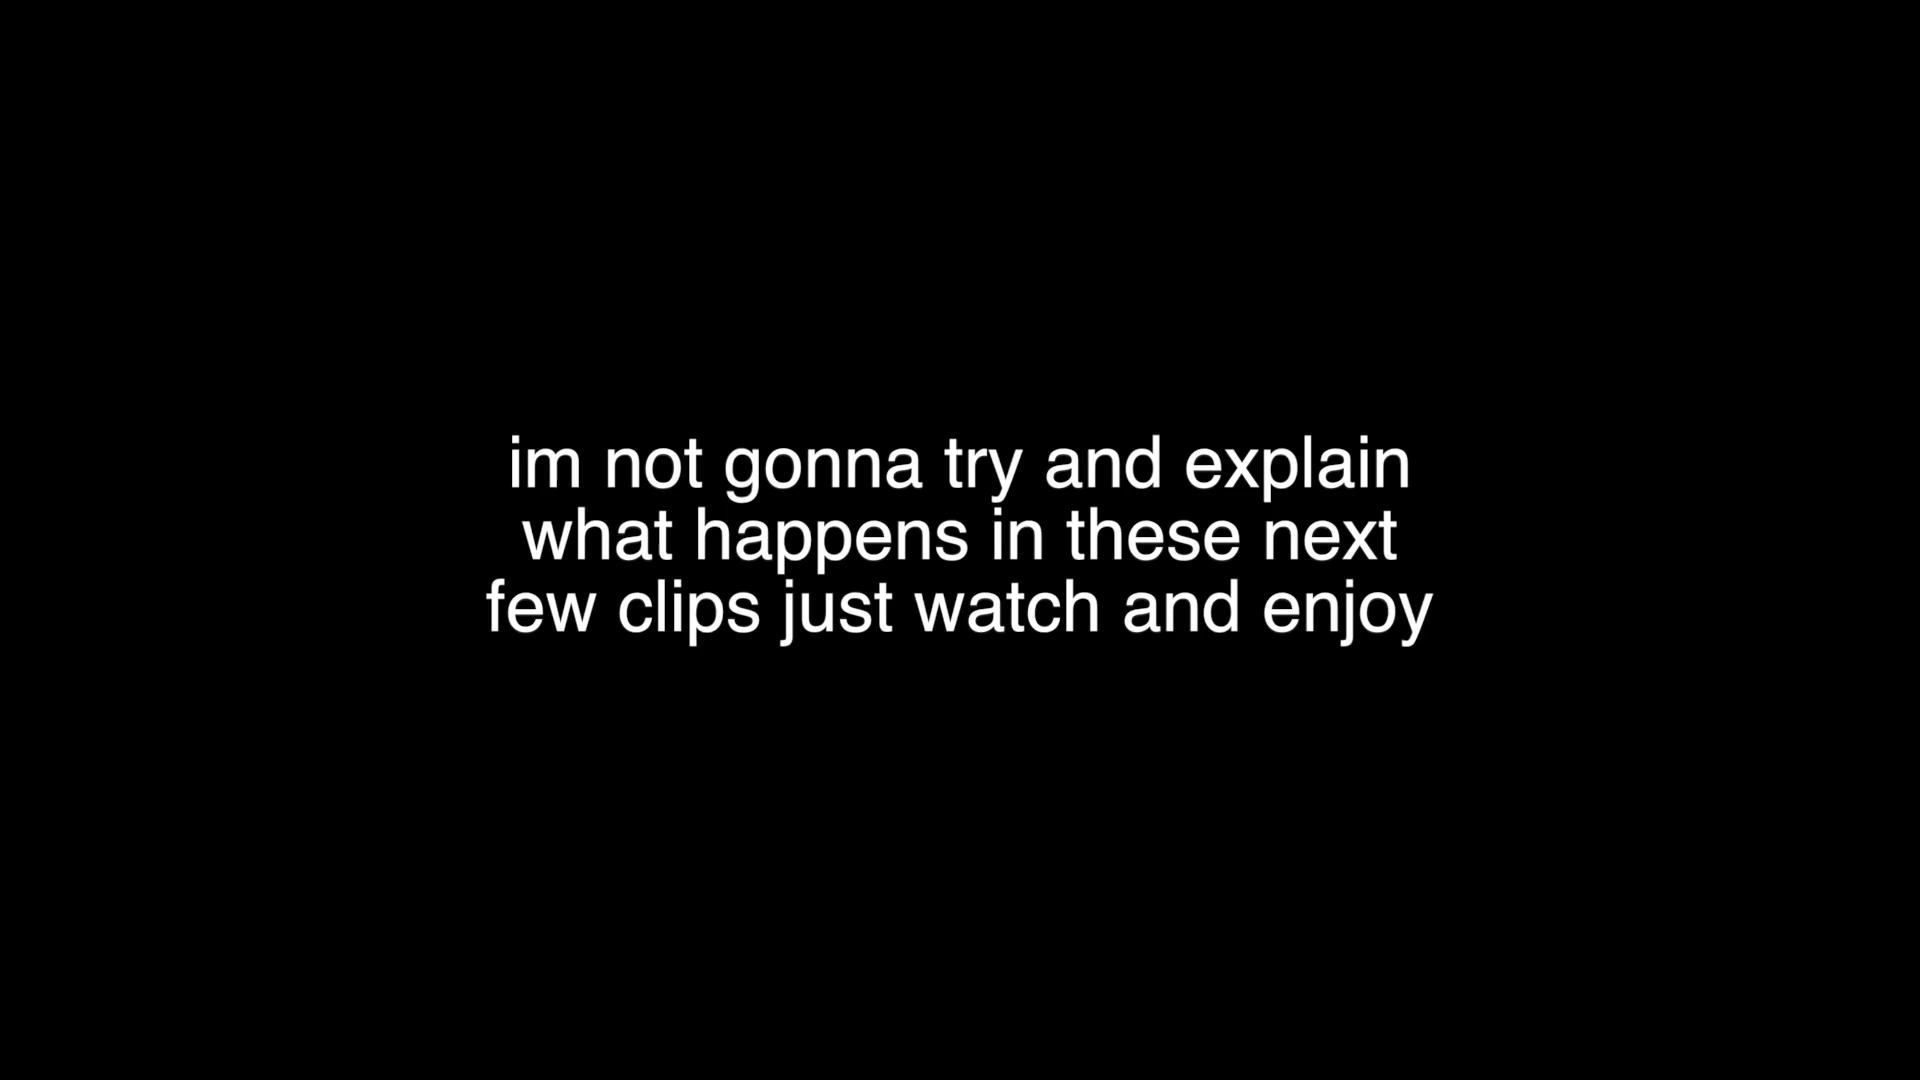 im not gonna try and explain
what happens in these next
few clips just watch and enjoy